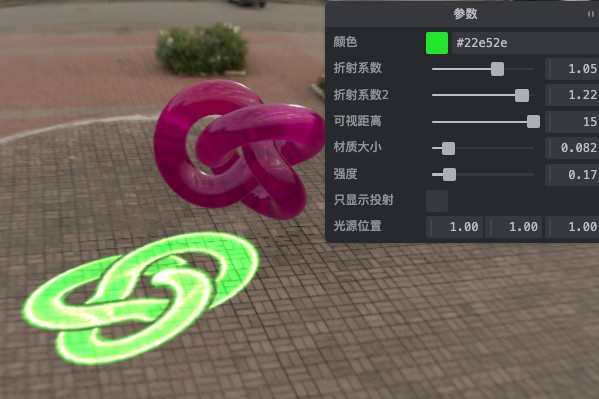 参数
颜色 #22e52e
折射系数 1.05
折射系数2 1.22
可视距离 15
材质大小 0.082
强度 0.17
只显示投射
光源位置 1.00 1.00 1.00